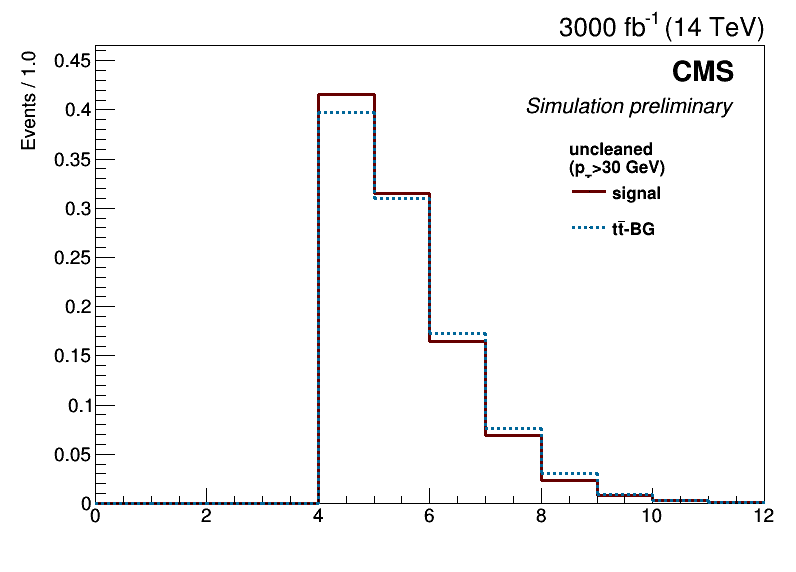 3000 fb-1 (14 TeV)
Events / 1.0
CMS
Simulation preliminary
uncleaned
(p >30 GeV)
signal
tt̄-BG
0.45
0.4
0.35
0.3
0.25
0.2
0.15
0.1
0.05
0
0 2 4 6 8 10 12